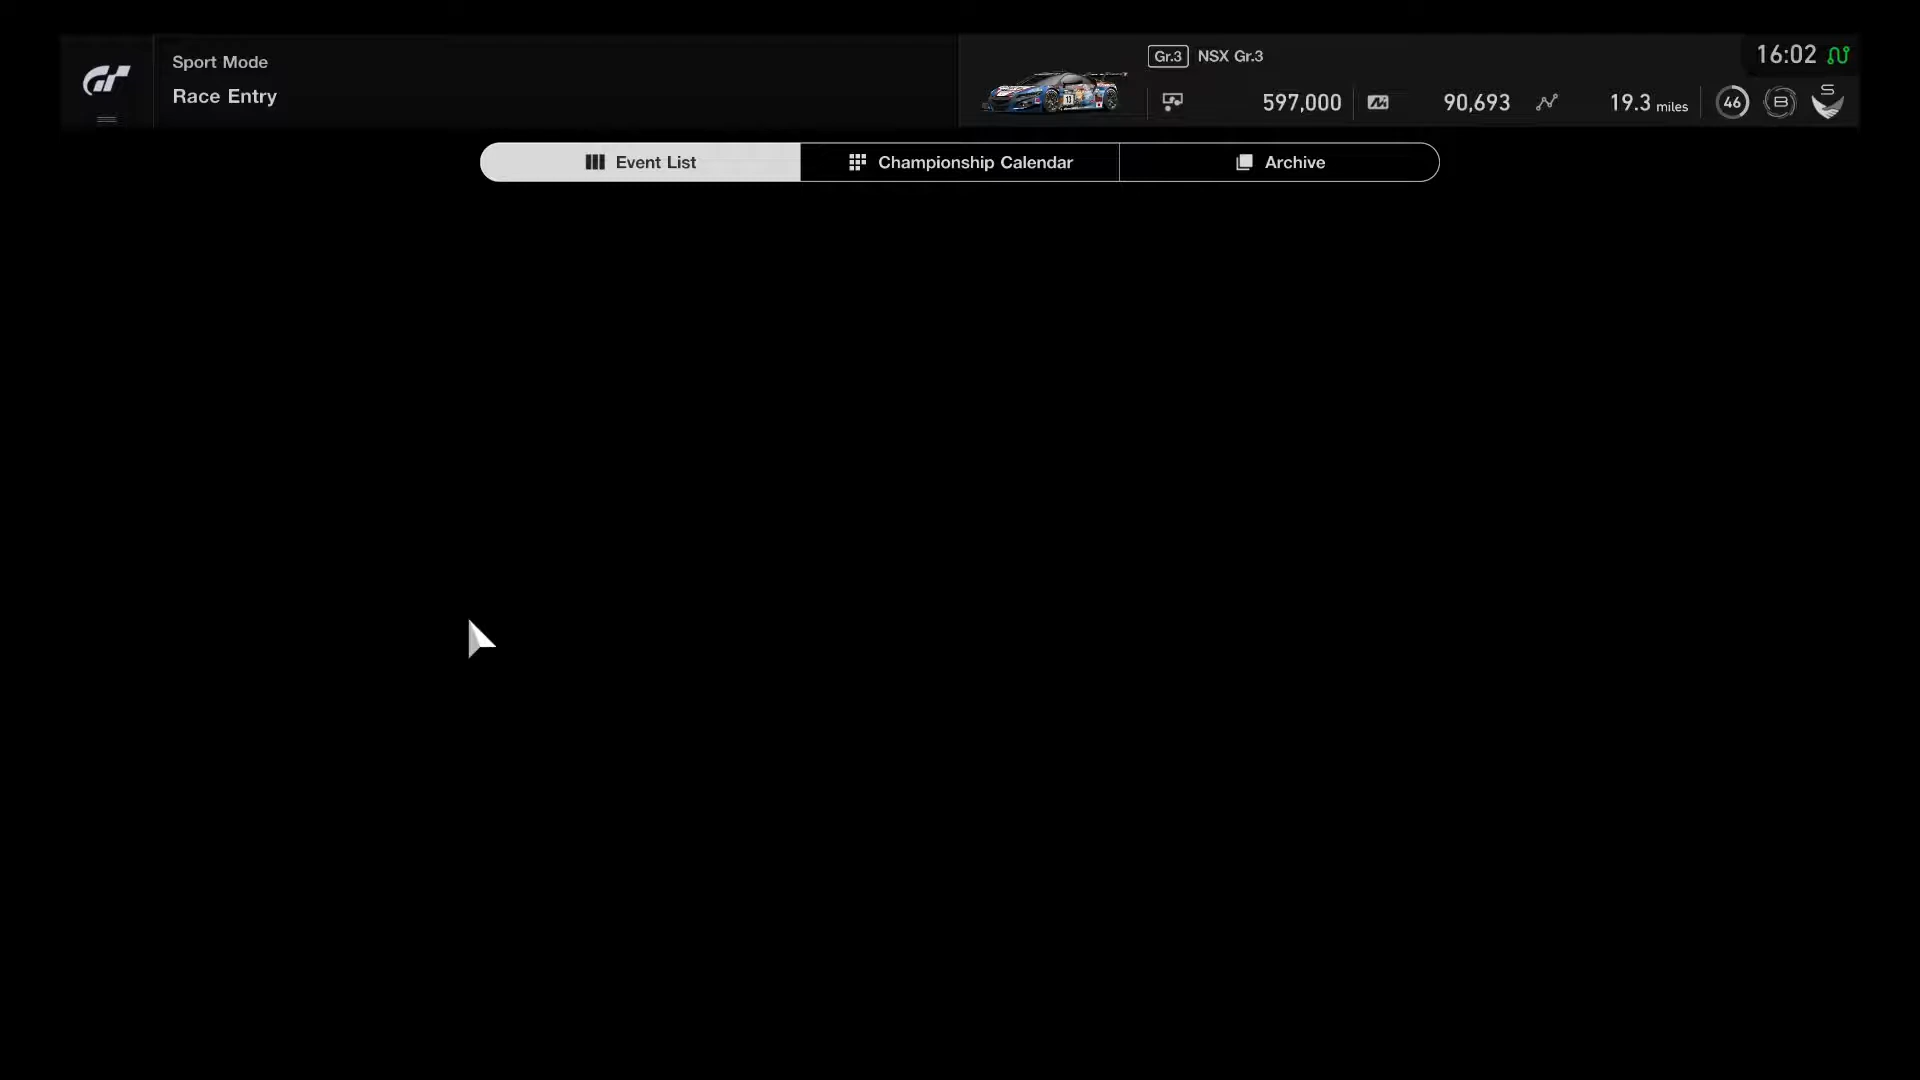 Sport Mode
Race Entry
Gr.3 NSX Gr.3
16:02
597,000
90,693
19.3 miles
46 B S
Event List
Championship Calendar
Archive